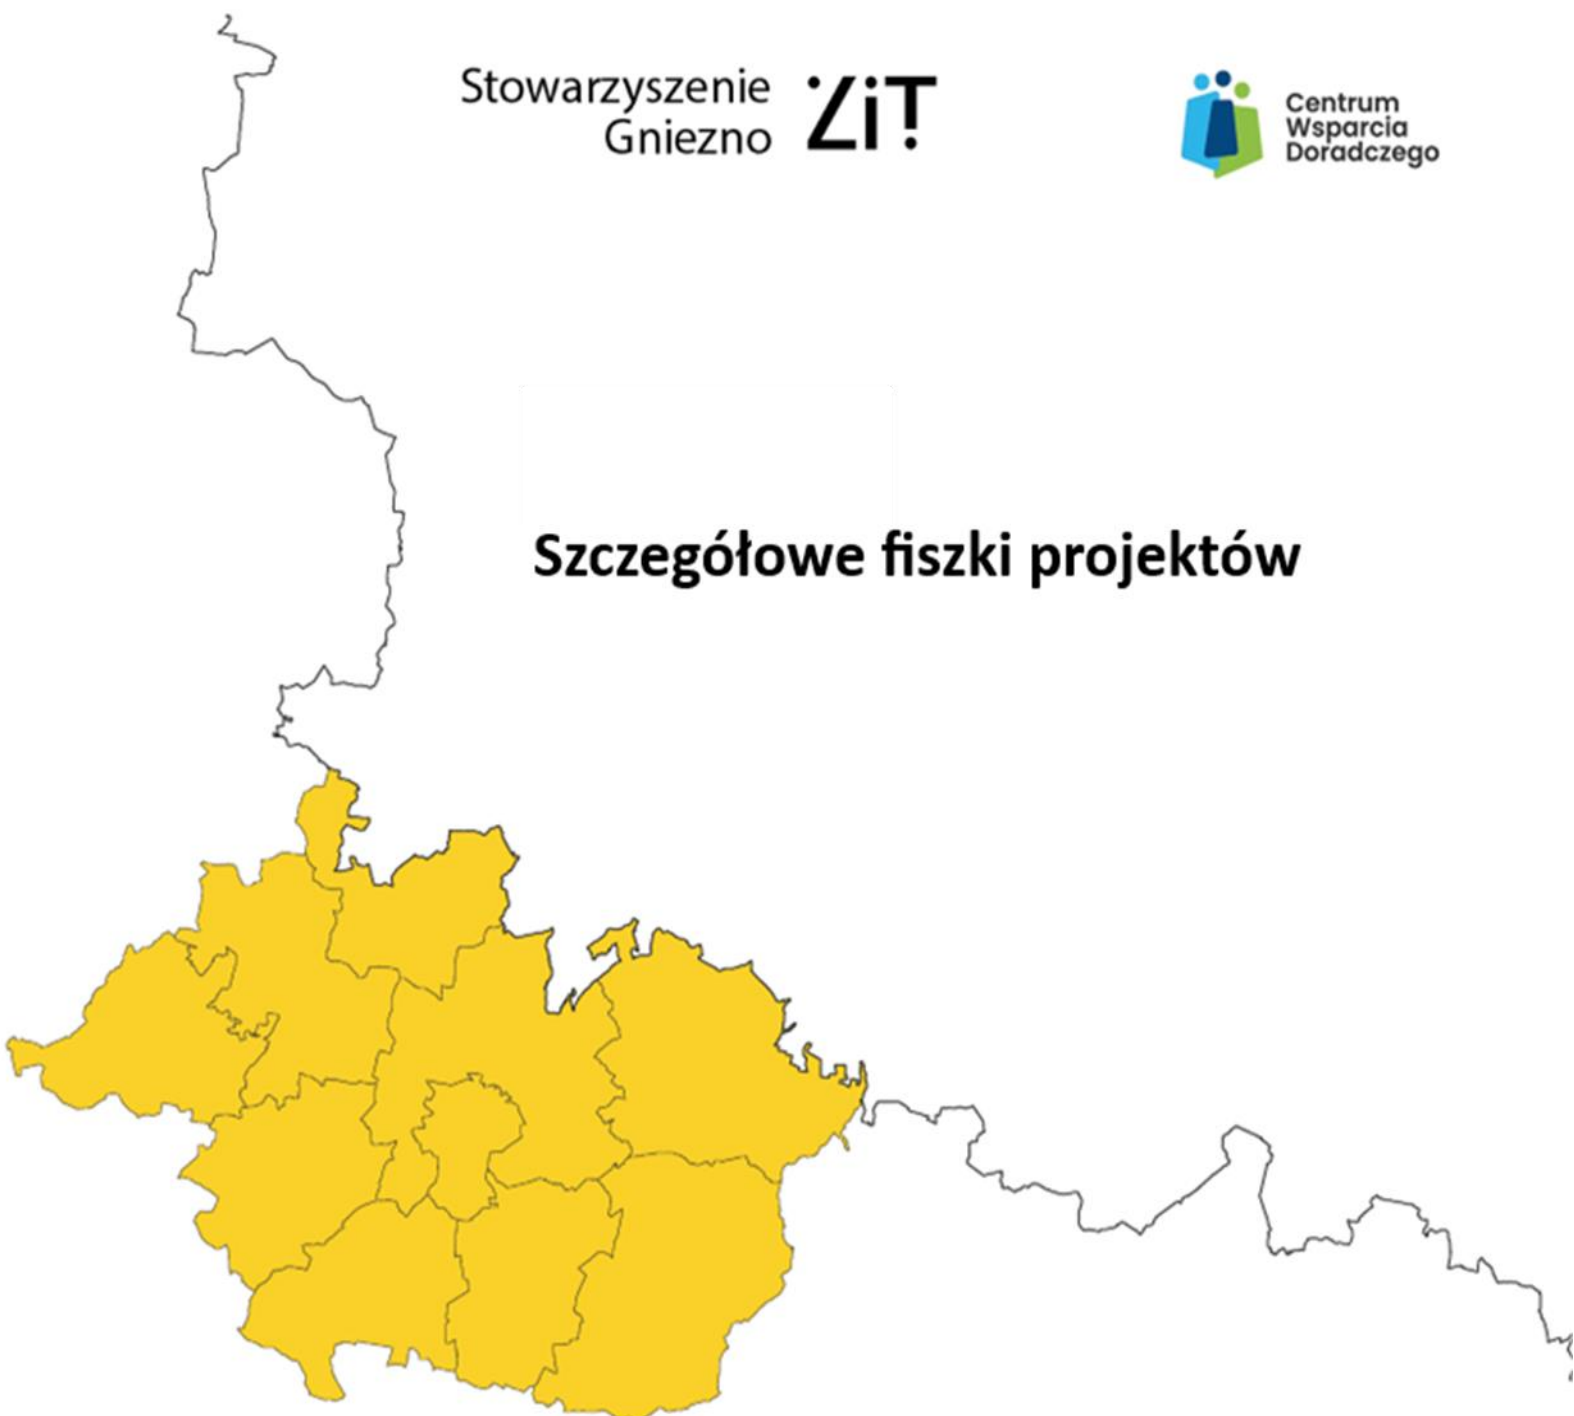 Stowarzyszenie
Gniezno
ZiT
Centrum
Wsparcia
Doradczego
Szczegółowe fiszki projektów